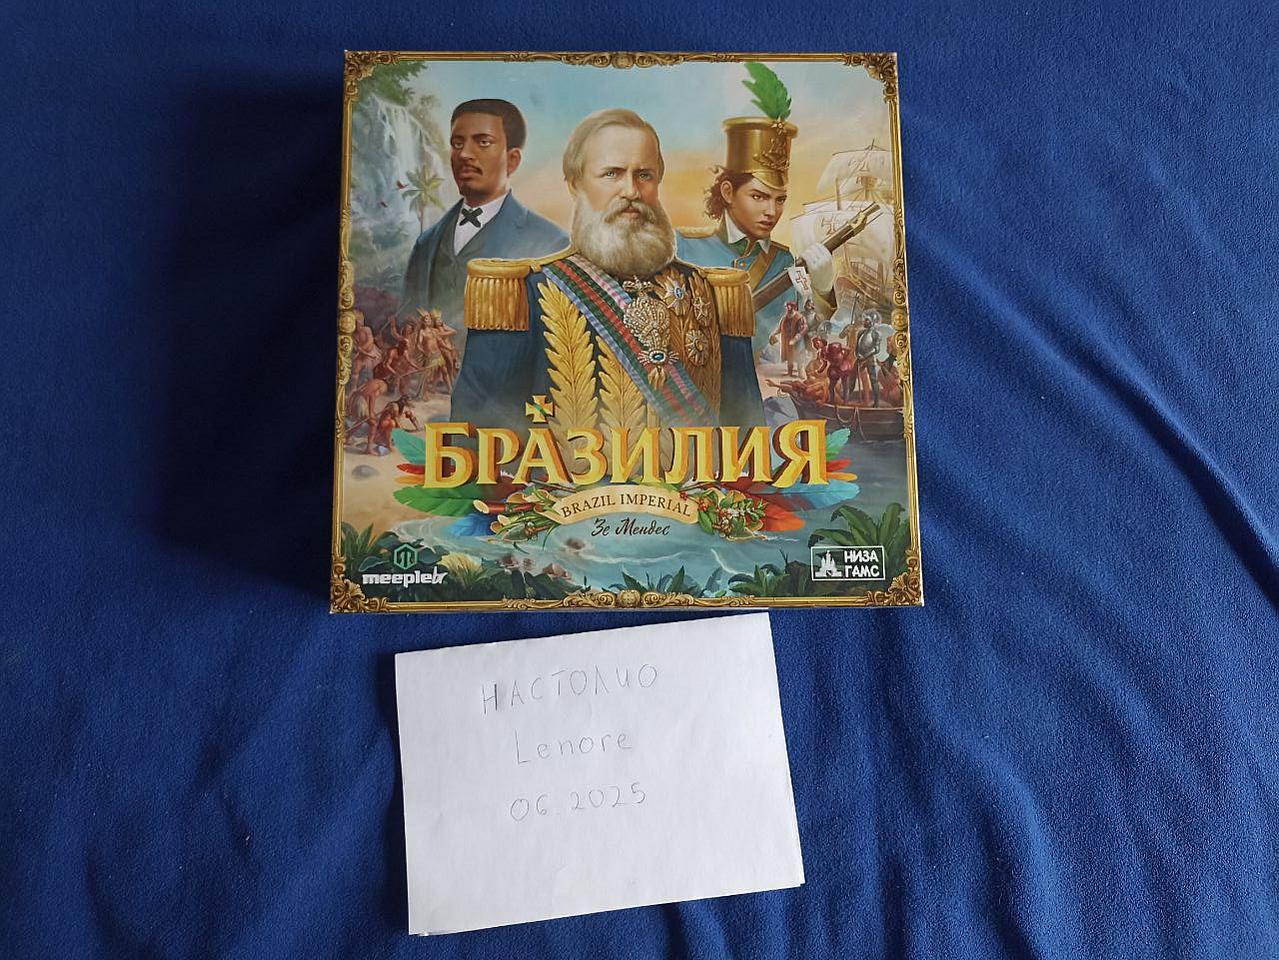 БРАЗИЛИЯ
BRAZIL IMPERIAL
Зе Мендес
meeplebr
НИЗА
ГАМС
НАСТОЛИО
Lenore
06.2025